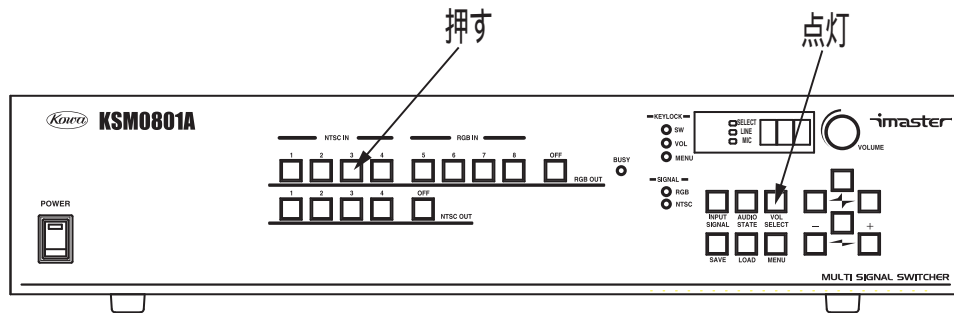 押す
点灯
Kowa KSM0801A
NTSC IN RGB IN
1 2 3 4 5 6 7 8 OFF
RGB OUT
1 2 3 4 OFF
NTSC OUT
BUSY
KEYLOCK
SW
VOL
MENU
SIGNAL
RGB
NTSC
SELECT
LINE
MIC
imaster
VOLUME
POWER
INPUT SIGNAL
AUDIO STATE
VOL SELECT
SAVE LOAD MENU
− +
MULTI SIGNAL SWITCHER